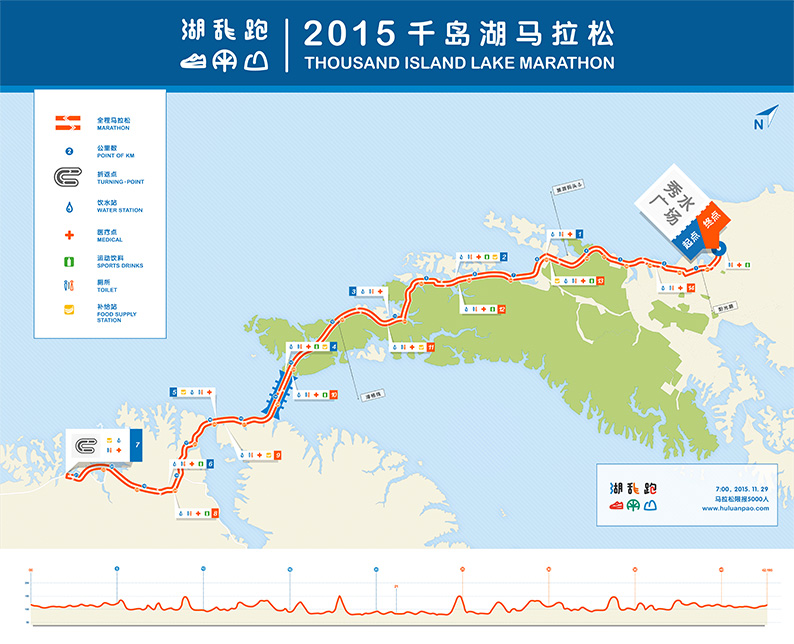 湖乱跑
2015千岛湖马拉松
THOUSAND ISLAND LAKE MARATHON
全程马拉松
MARATHON
公里数
POINT OF KM
折返点
TURNING-POINT
饮水站
WATER STATION
医疗点
MEDICAL
运动饮料
SPORTS DRINKS
厕所
TOILET
补给站
FOOD SUPPLY
STATION
N
秀水
广场
起点
终点
1
2
3
4
5
6
7
8
9
10
11
12
13
14
湖乱跑
7:00, 2015. 11. 29
马拉松限报5000人
www.huluanpao.com